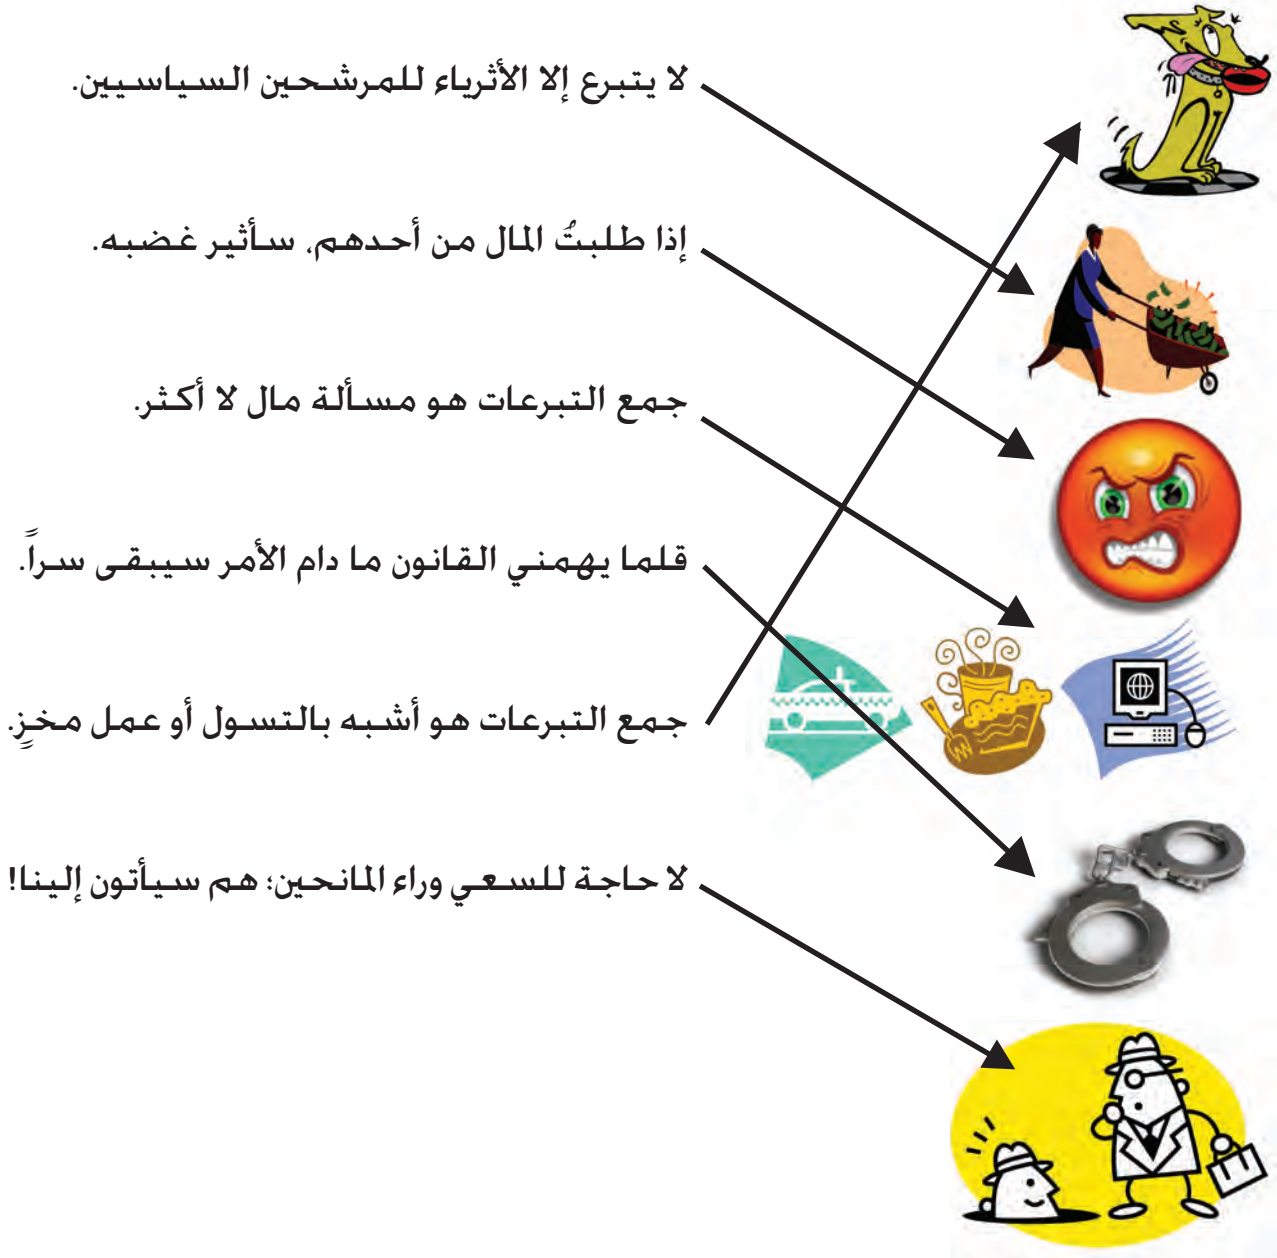 لا يتبرع إلا الأثرياء للمرشحين السياسيين.
إذا طلبتُ المال من أحدهم، سأثير غضبه.
جمع التبرعات هو مسألة مال لا أكثر.
قلما يهمني القانون ما دام الأمر سيبقى سراً.
جمع التبرعات هو أشبه بالتسول أو عمل مخزٍ.
لا حاجة للسعي وراء المانحين؛ هم سيأتون إلينا!